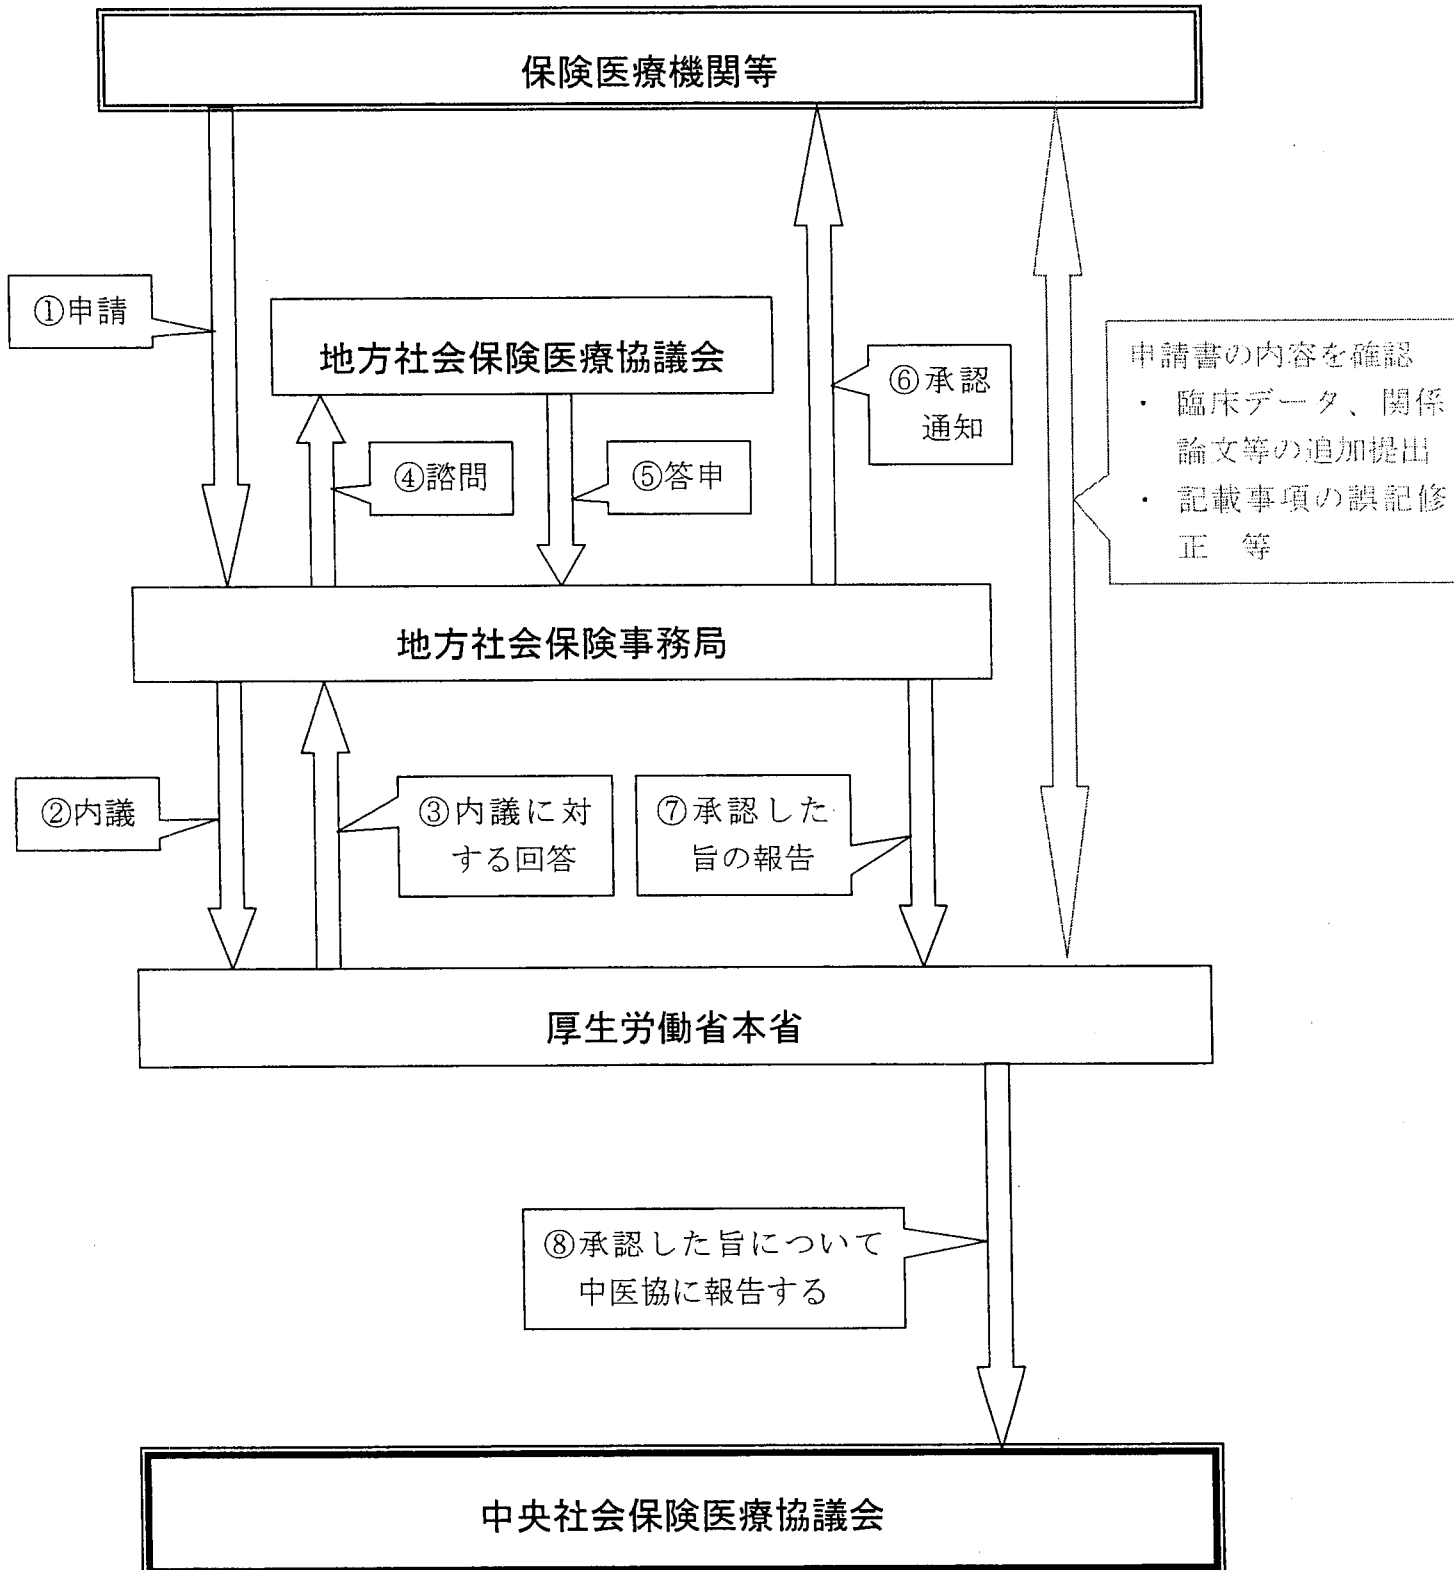 保険医療機関等
①申請
地方社会保険医療協議会
④諮問
⑤答申
⑥承認
通知
申請書の内容を確認
・ 臨床データ、関係
論文等の追加提出
・ 記載事項の誤記修
正 等
地方社会保険事務局
②内議
③内議に対
する回答
⑦承認した
旨の報告
厚生労働省本省
⑧承認した旨について
中医協に報告する
中央社会保険医療協議会